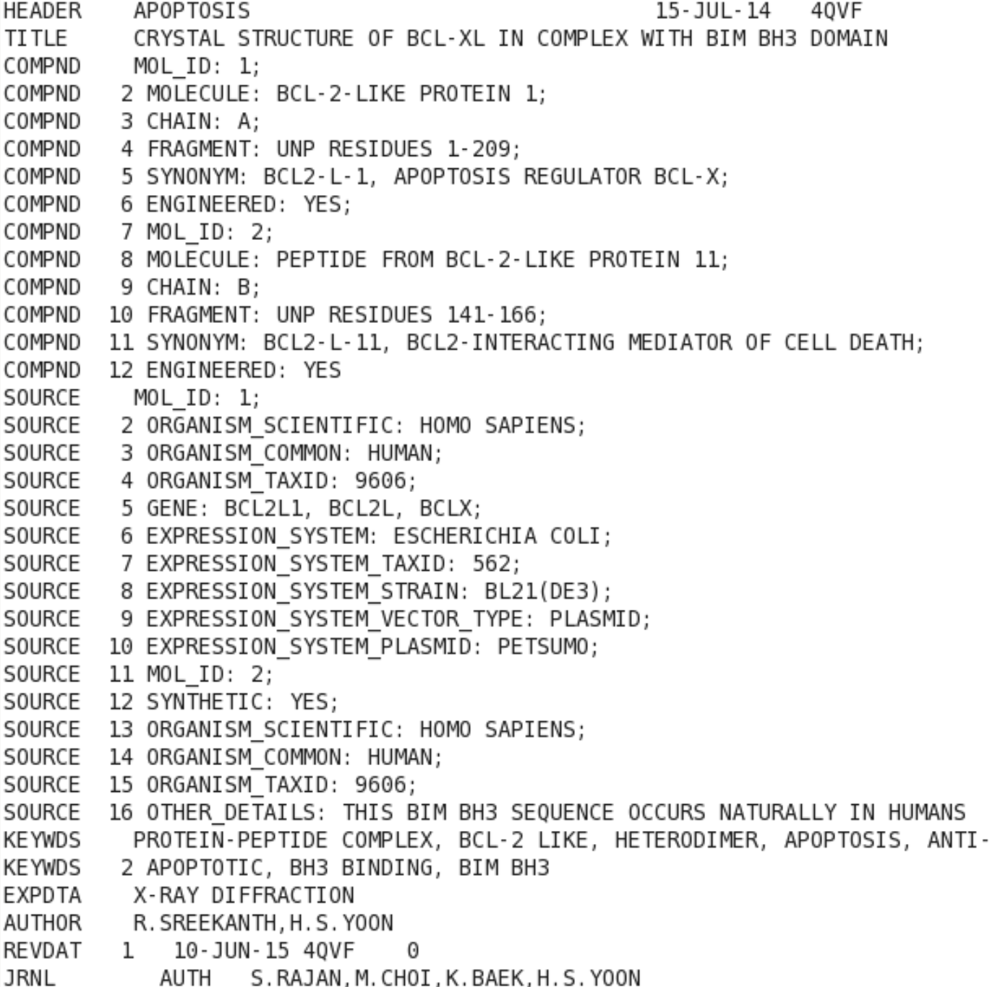 HEADER    APOPTOSIS                               15-JUL-14   4QVF
TITLE     CRYSTAL STRUCTURE OF BCL-XL IN COMPLEX WITH BIM BH3 DOMAIN
COMPND    MOL_ID: 1;
COMPND   2 MOLECULE: BCL-2-LIKE PROTEIN 1;
COMPND   3 CHAIN: A;
COMPND   4 FRAGMENT: UNP RESIDUES 1-209;
COMPND   5 SYNONYM: BCL2-L-1, APOPTOSIS REGULATOR BCL-X;
COMPND   6 ENGINEERED: YES;
COMPND   7 MOL_ID: 2;
COMPND   8 MOLECULE: PEPTIDE FROM BCL-2-LIKE PROTEIN 11;
COMPND   9 CHAIN: B;
COMPND  10 FRAGMENT: UNP RESIDUES 141-166;
COMPND  11 SYNONYM: BCL2-L-11, BCL2-INTERACTING MEDIATOR OF CELL DEATH;
COMPND  12 ENGINEERED: YES
SOURCE    MOL_ID: 1;
SOURCE   2 ORGANISM_SCIENTIFIC: HOMO SAPIENS;
SOURCE   3 ORGANISM_COMMON: HUMAN;
SOURCE   4 ORGANISM_TAXID: 9606;
SOURCE   5 GENE: BCL2L1, BCL2L, BCLX;
SOURCE   6 EXPRESSION_SYSTEM: ESCHERICHIA COLI;
SOURCE   7 EXPRESSION_SYSTEM_TAXID: 562;
SOURCE   8 EXPRESSION_SYSTEM_STRAIN: BL21(DE3);
SOURCE   9 EXPRESSION_SYSTEM_VECTOR_TYPE: PLASMID;
SOURCE  10 EXPRESSION_SYSTEM_PLASMID: PETSUMO;
SOURCE  11 MOL_ID: 2;
SOURCE  12 SYNTHETIC: YES;
SOURCE  13 ORGANISM_SCIENTIFIC: HOMO SAPIENS;
SOURCE  14 ORGANISM_COMMON: HUMAN;
SOURCE  15 ORGANISM_TAXID: 9606;
SOURCE  16 OTHER_DETAILS: THIS BIM BH3 SEQUENCE OCCURS NATURALLY IN HUMANS
KEYWDS    PROTEIN-PEPTIDE COMPLEX, BCL-2 LIKE, HETERODIMER, APOPTOSIS, ANTI-
KEYWDS   2 APOPTOTIC, BH3 BINDING, BIM BH3
EXPDTA    X-RAY DIFFRACTION
AUTHOR    R.SREEKANTH,H.S.YOON
REVDAT   1   10-JUN-15 4QVF    0
JRNL        AUTH   S.RAJAN,M.CHOI,K.BAEK,H.S.YOON